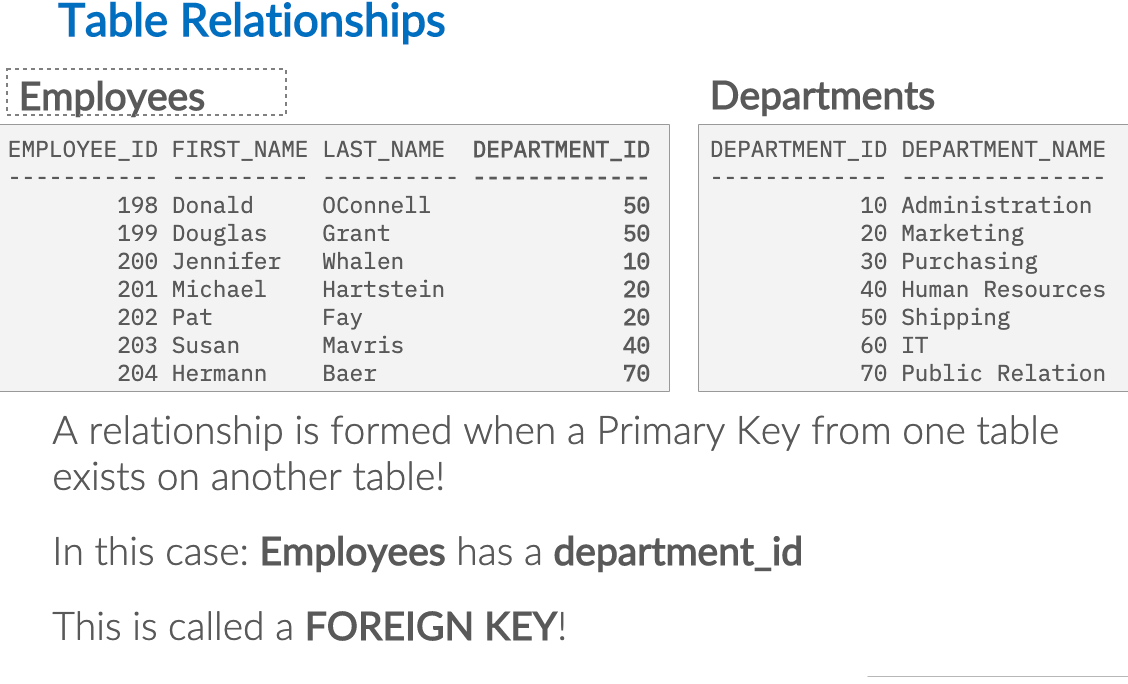 Table Relationships
Employees
EMPLOYEE_ID FIRST_NAME LAST_NAME  DEPARTMENT_ID
----------- ---------- ---------- -------------
        198 Donald     OConnell              50
        199 Douglas    Grant                 50
        200 Jennifer   Whalen                10
        201 Michael    Hartstein             20
        202 Pat        Fay                   20
        203 Susan      Mavris                40
        204 Hermann    Baer                  70
Departments
DEPARTMENT_ID DEPARTMENT_NAME
------------- ---------------
           10 Administration
           20 Marketing
           30 Purchasing
           40 Human Resources
           50 Shipping
           60 IT
           70 Public Relation
A relationship is formed when a Primary Key from one table
exists on another table!
In this case: Employees has a department_id
This is called a FOREIGN KEY!